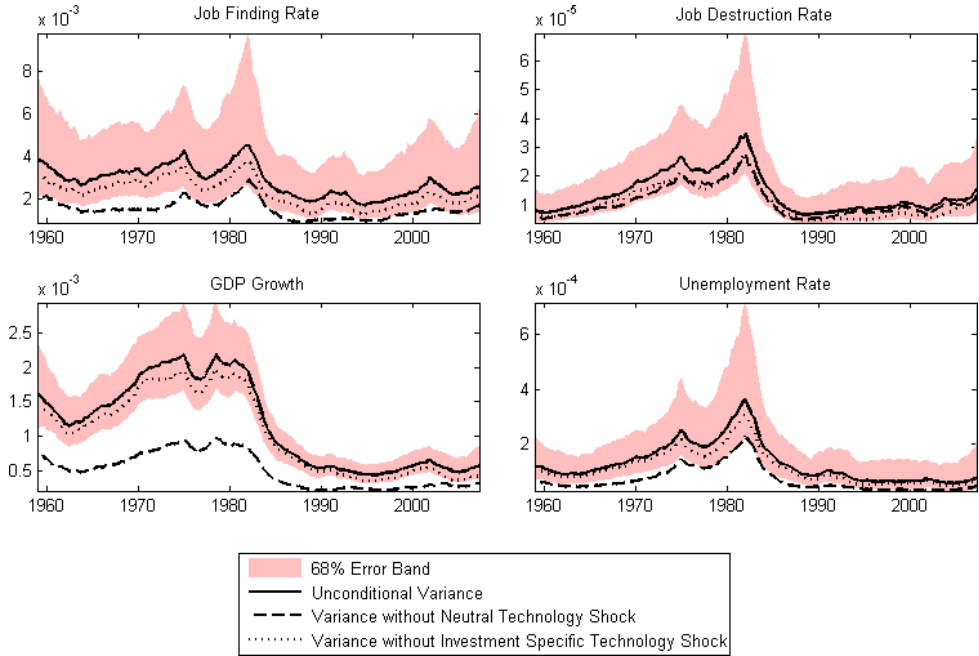 Job Finding Rate
x 10-3
8
6
4
2
1960 1970 1980 1990 2000
Job Destruction Rate
x 10-5
6
5
4
3
2
1
1960 1970 1980 1990 2000
GDP Growth
x 10-3
2.5
2
1.5
1
0.5
1960 1970 1980 1990 2000
Unemployment Rate
x 10-4
6
4
2
1960 1970 1980 1990 2000
68% Error Band
Unconditional Variance
Variance without Neutral Technology Shock
Variance without Investment Specific Technology Shock